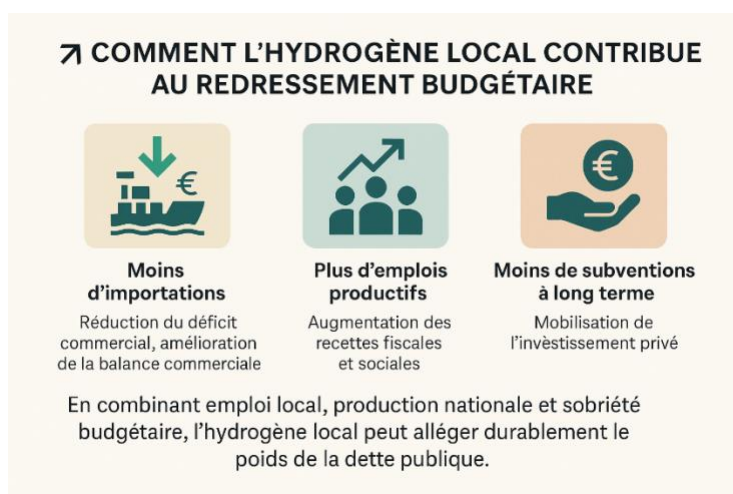 ↗ COMMENT L'HYDROGÈNE LOCAL CONTRIBUE
AU REDRESSEMENT BUDGÉTAIRE
€
Moins
d'importations
Réduction du déficit
commercial, amélioration
de la balance commerciale
Plus d'emplois
productifs
Augmentation des
recettes fiscales
et sociales
€
Moins de subventions
à long terme
Mobilisation de
l'invèstissement privé
En combinant emploi local, production nationale et sobriété
budgétaire, l'hydrogène local peut alléger durablement le
poids de la dette publique.